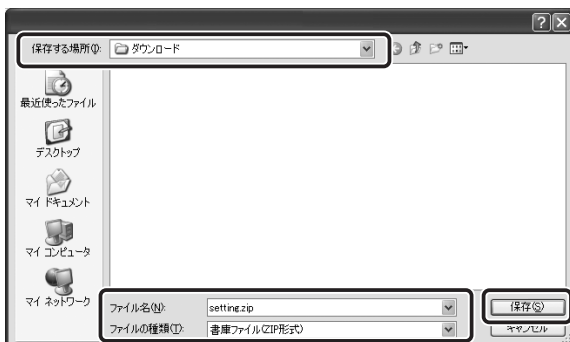 保存する場所(I):
ダウンロード
最近使ったファイル
デスクトップ
マイ ドキュメント
マイ コンピュータ
マイ ネットワーク
ファイル名(N):
setting.zip
保存(S)
ファイルの種類(T):
書庫ファイル(ZIP形式)
キャンセル